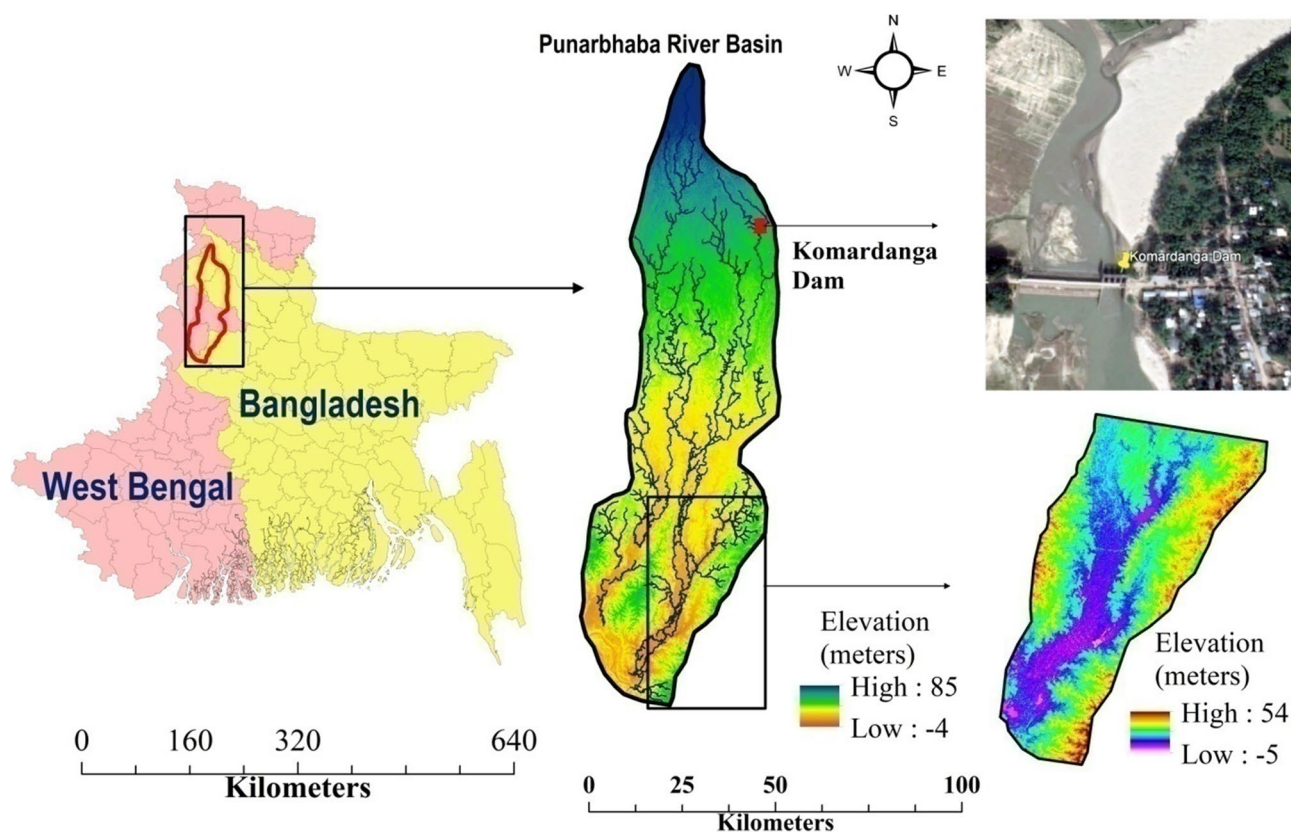 Punarbhaba River Basin
N
W
E
S
Komardanga
Dam
Komardanga Dam
Bangladesh
West Bengal
Elevation
(meters)
High : 85
Low : -4
Elevation
(meters)
High : 54
Low : -5
0 160 320 640
Kilometers
0 25 50 100
Kilometers